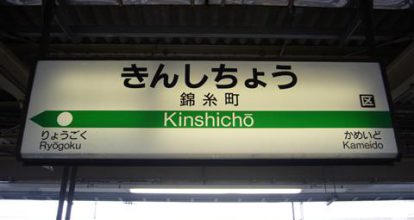 きんしちょう
錦糸町
区
Kinshichō
りょうごく
Ryōgoku
かめいど
Kameido